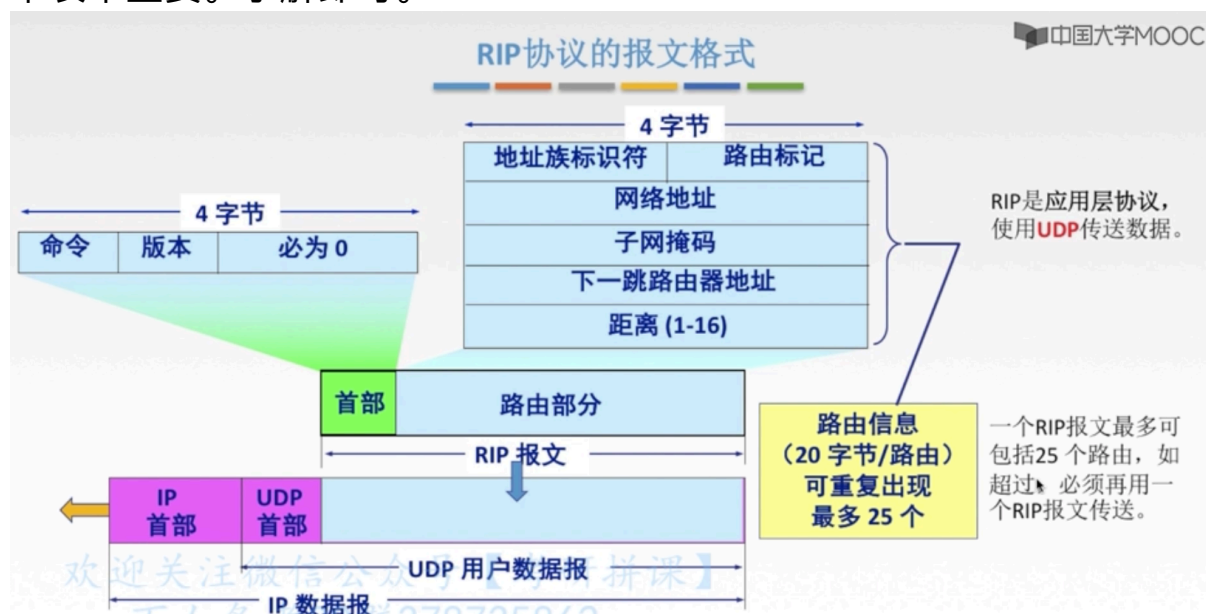 中国大学MOOC
RIP协议的报文格式
4 字节
地址族标识符 路由标记
网络地址
子网掩码
下一跳路由器地址
距离 (1-16)
4 字节
命令 版本 必为 0
RIP是应用层协议，
使用UDP传送数据。
首部 路由部分
RIP 报文
路由信息
（20 字节/路由）
可重复出现
最多 25 个
一个RIP报文最多可
包括25 个路由，如
超过，必须再用一
个RIP报文传送。
IP
首部
UDP
首部
UDP 用户数据报
IP 数据报
欢迎关注微信公众号【考研拼课】